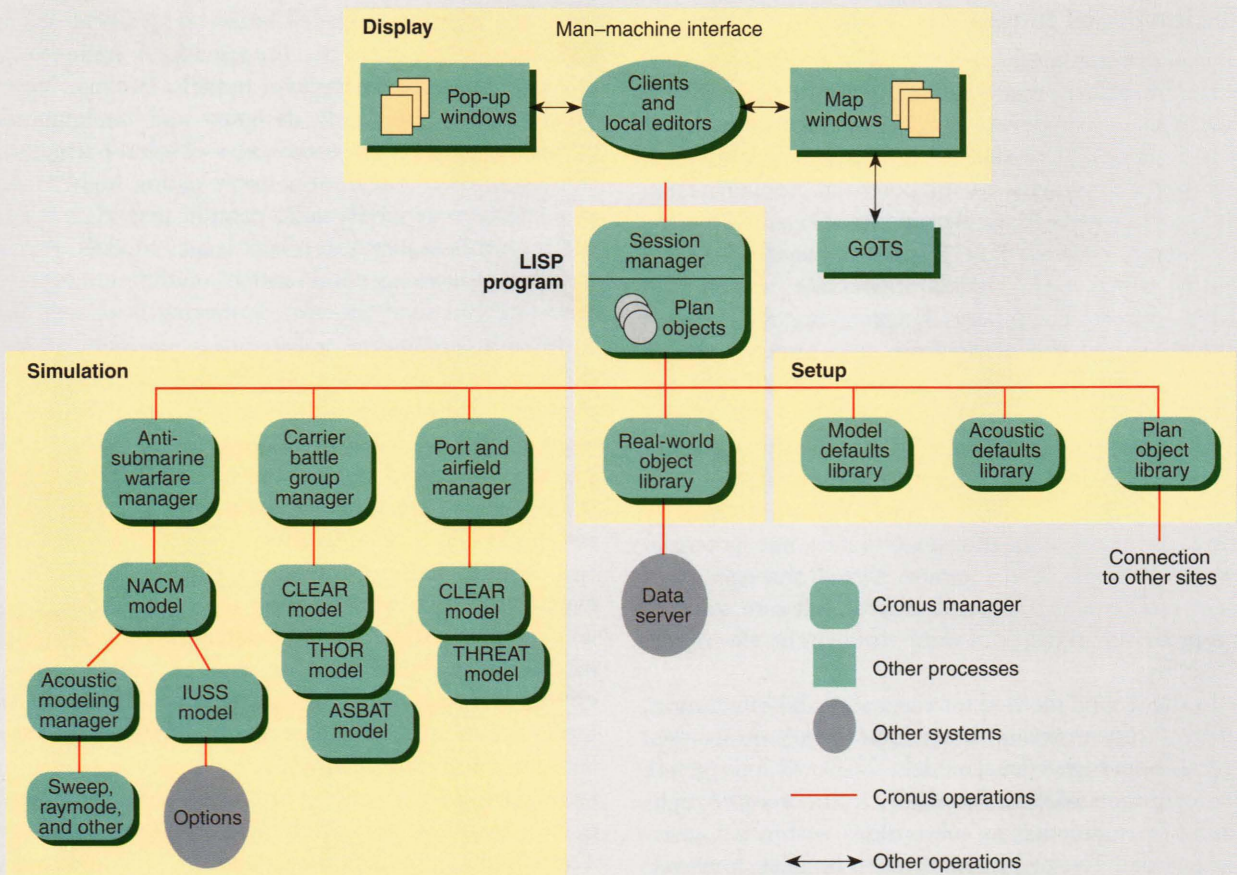 Display
Man–machine interface
Pop-up
windows
Clients
and
local editors
Map
windows
GOTS
LISP
program
Session
manager
Plan
objects
Simulation
Setup
Anti-
submarine
warfare
manager
Carrier
battle
group
manager
Port and
airfield
manager
Real-world
object
library
Model
defaults
library
Acoustic
defaults
library
Plan
object
library
Connection
to other sites
NACM
model
CLEAR
model
THOR
model
ASBAT
model
CLEAR
model
THREAT
model
Data
server
Acoustic
modeling
manager
IUSS
model
Sweep,
raymode,
and other
Options
Cronus manager
Other processes
Other systems
Cronus operations
Other operations